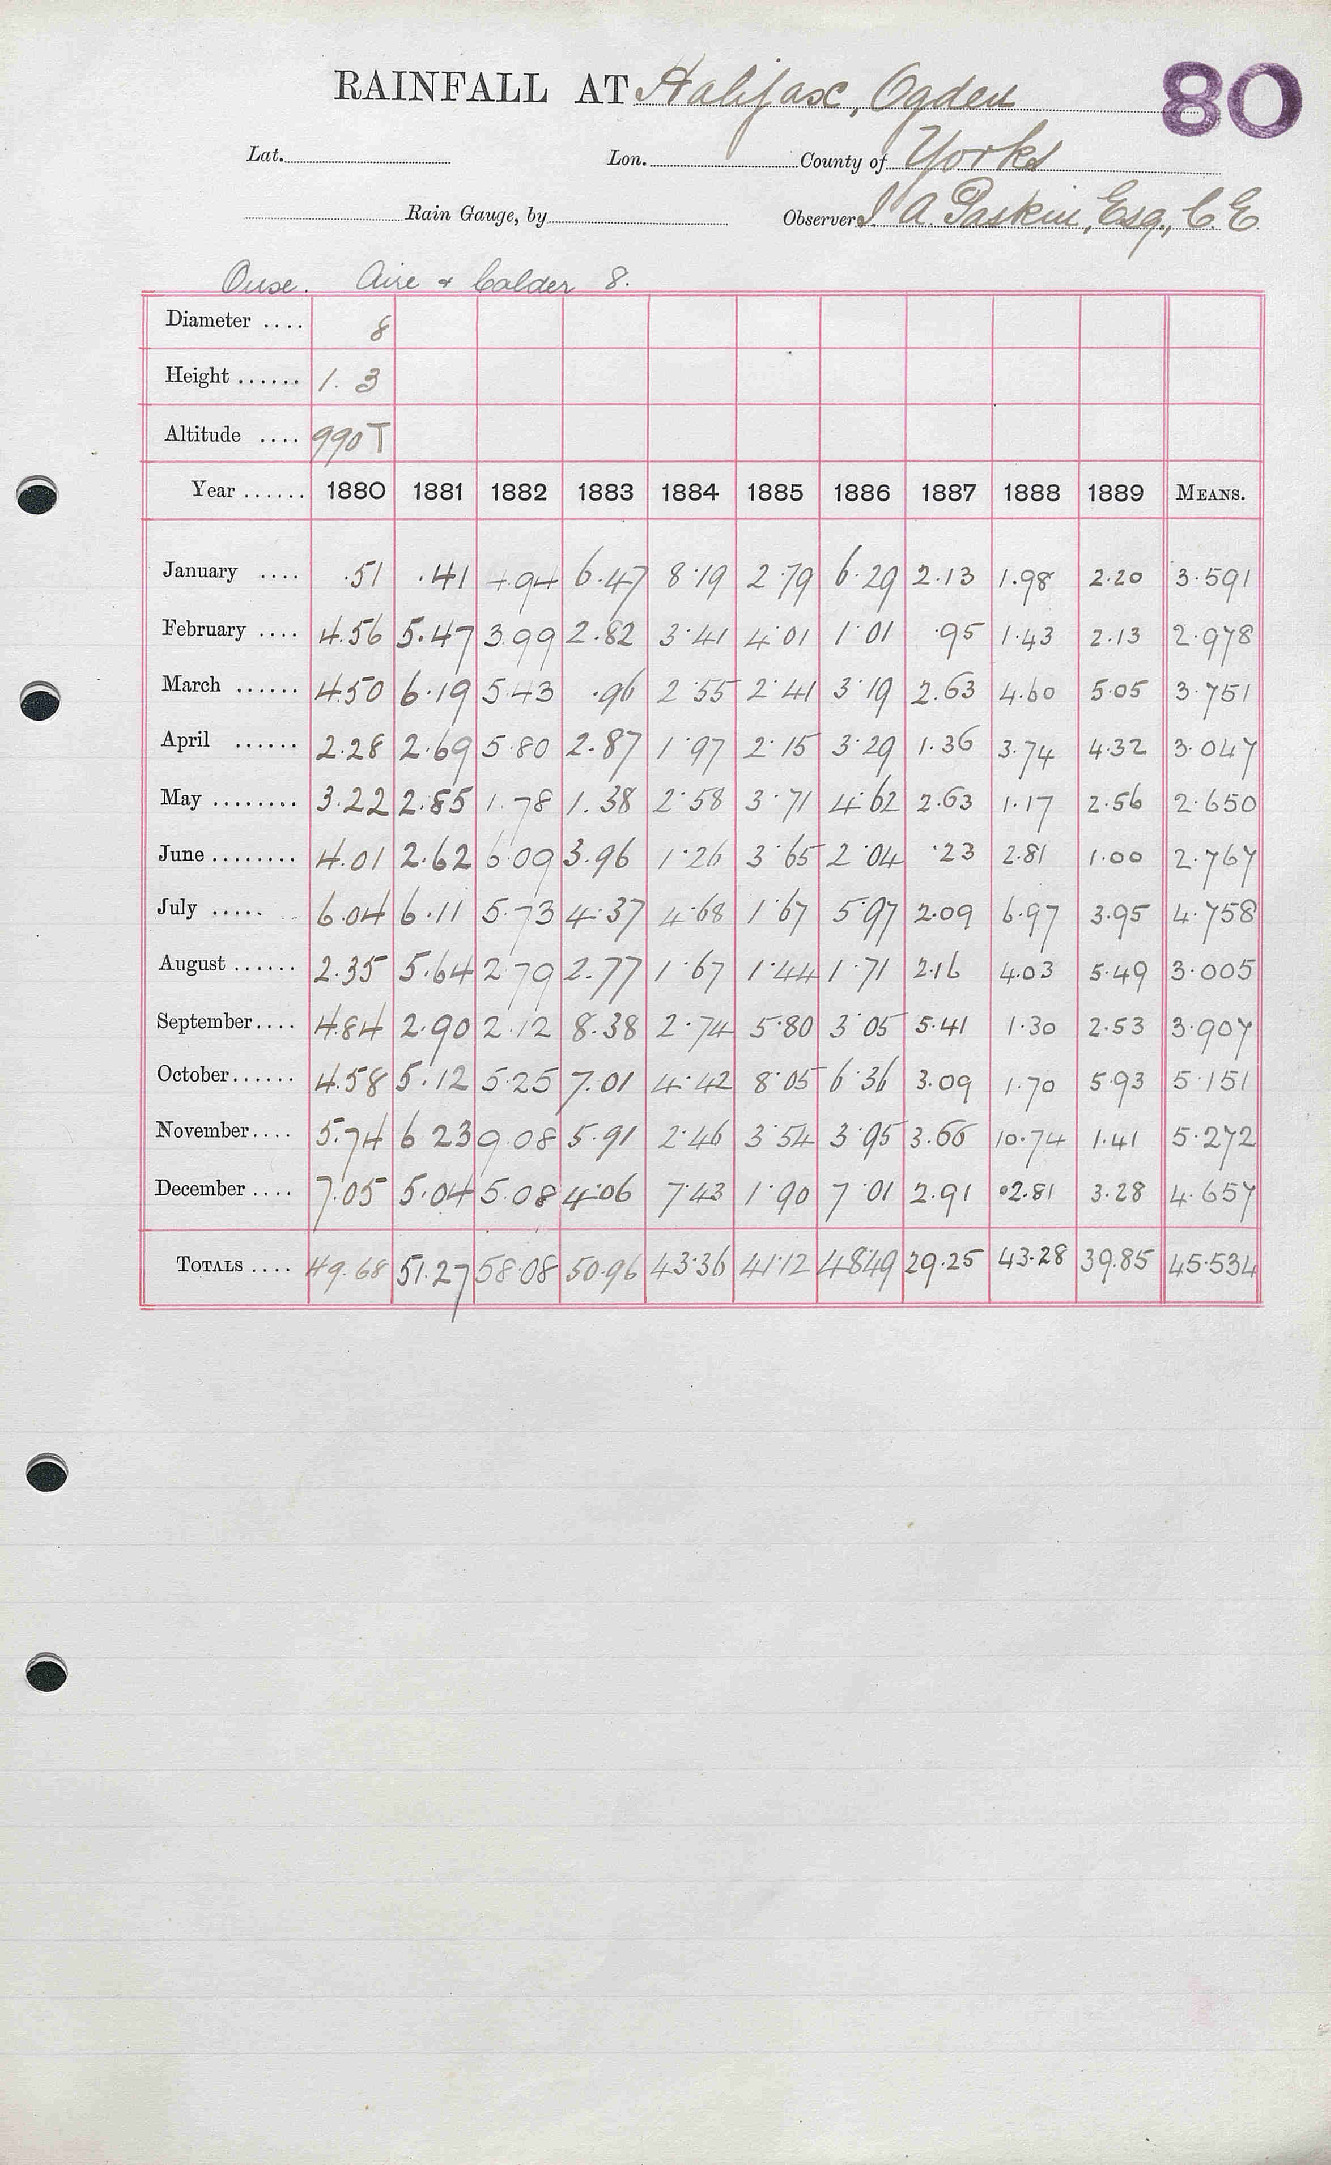 RAINFALL AT Halifax, Ogden 80
Lat. Lon. County of Yorks
Rain Gauge, by Observer J. A. Paskin, Esq., C.E.
Ouse. Aire & Calder 8.
Diameter .... 8
Height ...... 1. 3
Altitude .... 990 T
Year ...... 1880 1881 1882 1883 1884 1885 1886 1887 1888 1889 MEANS.
January .... .51 .41 4.94 6.47 8.19 2.79 6.29 2.13 1.98 2.20 3.591
February .... 4.56 5.47 3.99 2.82 3.41 4.01 1.01 .95 1.43 2.13 2.978
March ...... 4.50 6.19 5.43 .96 2.55 2.41 3.19 2.63 4.60 5.05 3.751
April ...... 2.28 2.69 5.80 2.87 1.97 2.15 3.29 1.36 3.74 4.32 3.047
May ........ 3.22 2.85 1.78 1.38 2.58 3.71 4.62 2.63 1.17 2.56 2.650
June ........ 4.01 2.62 6.09 3.96 1.26 3.65 2.04 .23 2.81 1.00 2.767
July ..... 6.04 6.11 5.73 4.37 4.68 1.67 5.97 2.09 6.97 3.95 4.758
August ...... 2.35 5.64 2.79 2.77 1.67 1.44 1.71 2.16 4.03 5.49 3.005
September.... 4.84 2.90 2.12 8.38 2.74 5.80 3.05 5.41 1.30 2.53 3.907
October...... 4.58 5.12 5.25 7.01 4.42 8.05 6.36 3.09 1.70 5.93 5.151
November.... 5.74 6.23 9.08 5.91 2.46 3.54 3.95 3.66 10.74 1.41 5.272
December .... 7.05 5.04 5.08 4.06 7.43 1.90 7.01 2.91 02.81 3.28 4.657
TOTALS .... 49.68 51.27 58.08 50.96 43.36 41.12 48.49 29.25 43.28 39.85 45.534